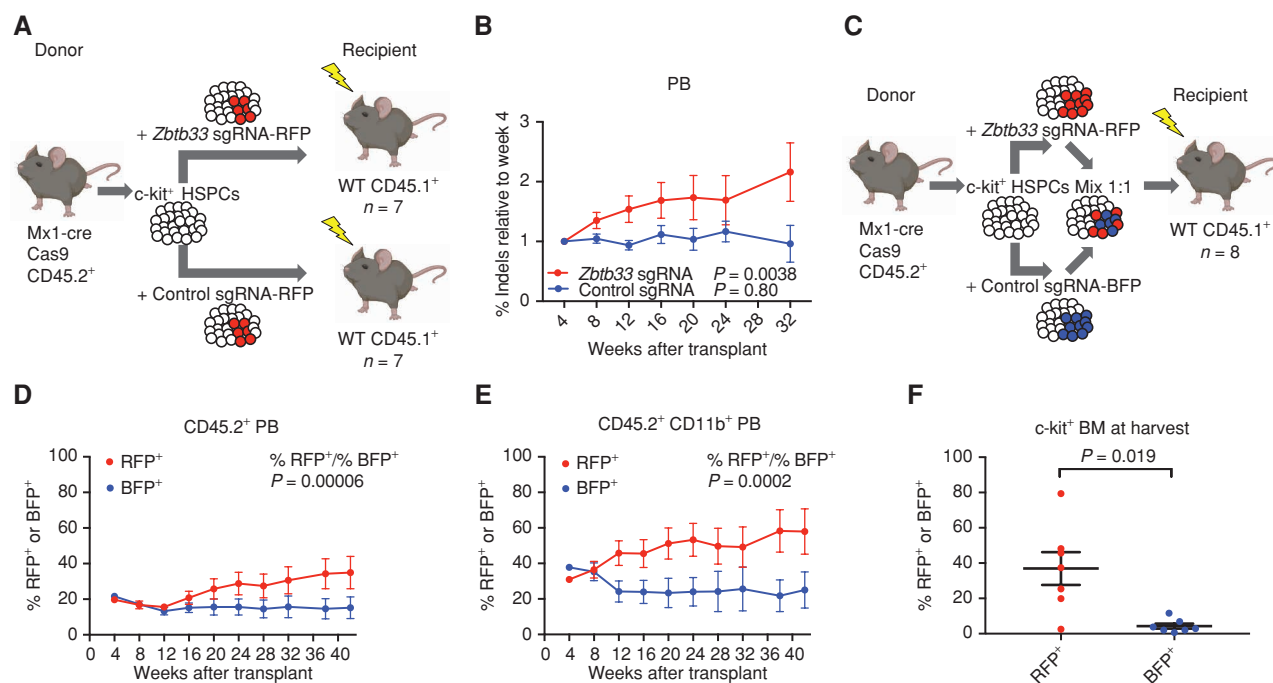 A
Donor
Recipient
+ Zbtb33 sgRNA-RFP
WT CD45.1+
n = 7
c-kit+ HSPCs
Mx1-cre
Cas9
CD45.2+
+ Control sgRNA-RFP
WT CD45.1+
n = 7
B
PB
% Indels relative to week 4
3
2
1
0
Zbtb33 sgRNA P = 0.0038
Control sgRNA P = 0.80
4 8 12 16 20 24 32
Weeks after transplant
C
Donor
Recipient
+ Zbtb33 sgRNA-RFP
c-kit+ HSPCs Mix 1:1
Mx1-cre
Cas9
CD45.2+
WT CD45.1+
n = 8
+ Control sgRNA-BFP
D
CD45.2+ PB
% RFP+ or BFP+
100
80
60
40
20
0
RFP+
BFP+
% RFP+/% BFP+
P = 0.00006
0 4 8 12 16 20 24 28 32 36 40
Weeks after transplant
E
CD45.2+ CD11b+ PB
% RFP+ or BFP+
100
80
60
40
20
0
RFP+
BFP+
% RFP+/% BFP+
P = 0.0002
0 4 8 12 16 20 24 28 32 36 40
Weeks after transplant
F
c-kit+ BM at harvest
P = 0.019
% RFP+ or BFP+
100
80
60
40
20
0
RFP+
BFP+